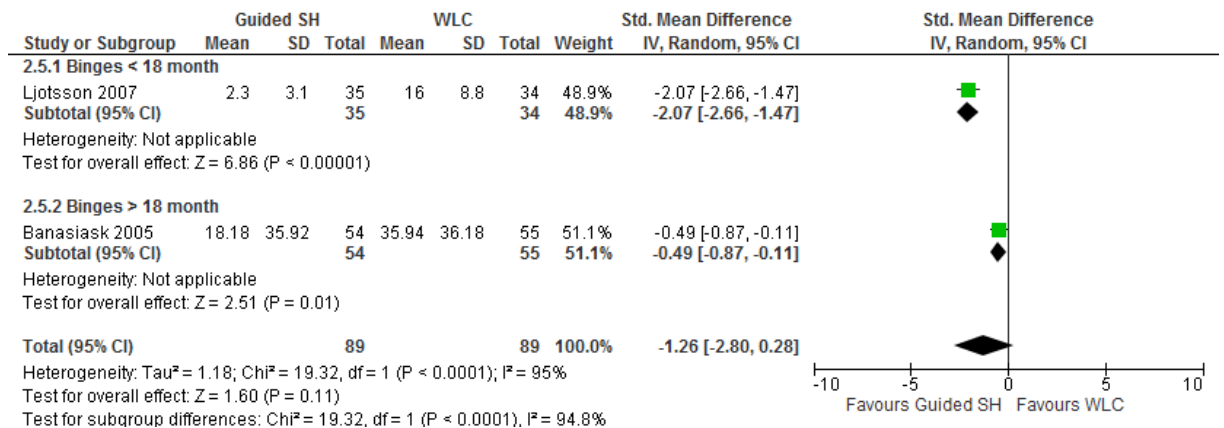 Guided SH WLC Std. Mean Difference Std. Mean Difference
Study or Subgroup Mean SD Total Mean SD Total Weight IV, Random, 95% CI IV, Random, 95% CI
2.5.1 Binges < 18 month
Ljotsson 2007 2.3 3.1 35 16 8.8 34 48.9% -2.07 [-2.66, -1.47]
Subtotal (95% CI) 35 34 48.9% -2.07 [-2.66, -1.47]
Heterogeneity: Not applicable
Test for overall effect: Z = 6.86 (P < 0.00001)
2.5.2 Binges > 18 month
Banasiask 2005 18.18 35.92 54 35.94 36.18 55 51.1% -0.49 [-0.87, -0.11]
Subtotal (95% CI) 54 55 51.1% -0.49 [-0.87, -0.11]
Heterogeneity: Not applicable
Test for overall effect: Z = 2.51 (P = 0.01)
Total (95% CI) 89 89 100.0% -1.26 [-2.80, 0.28]
Heterogeneity: Tau² = 1.18; Chi² = 19.32, df = 1 (P < 0.0001); I² = 95%
Test for overall effect: Z = 1.60 (P = 0.11)
Test for subgroup differences: Chi² = 19.32, df = 1 (P < 0.0001), I² = 94.8%
-10 -5 0 5 10
Favours Guided SH Favours WLC